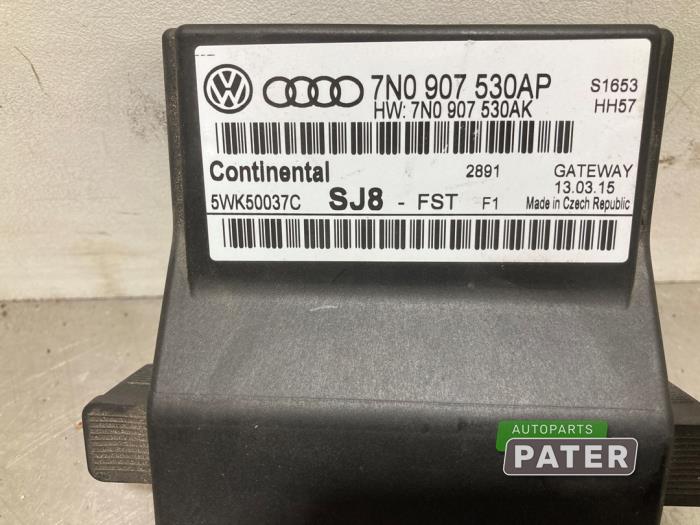 7N0 907 530AP S1653
HW: 7N0 907 530AK HH57
Continental 2891 GATEWAY
13.03.15
5WK50037C SJ8 - FST F1 Made in Czech Republic
AUTOPARTS
PATER